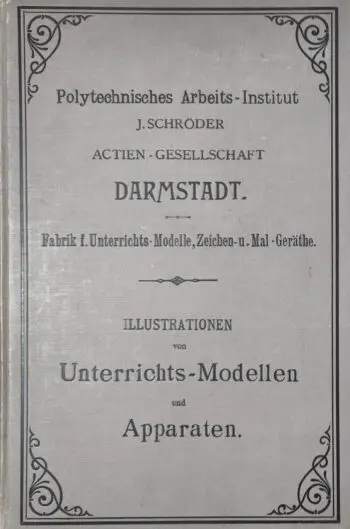 Polytechnisches Arbeits-Institut
J. SCHRÖDER
ACTIEN-GESELLSCHAFT
DARMSTADT.
Fabrik f. Unterrichts-Modelle, Zeichen- u. Mal-Geräthe.
ILLUSTRATIONEN
von
Unterrichts-Modellen
und
Apparaten.